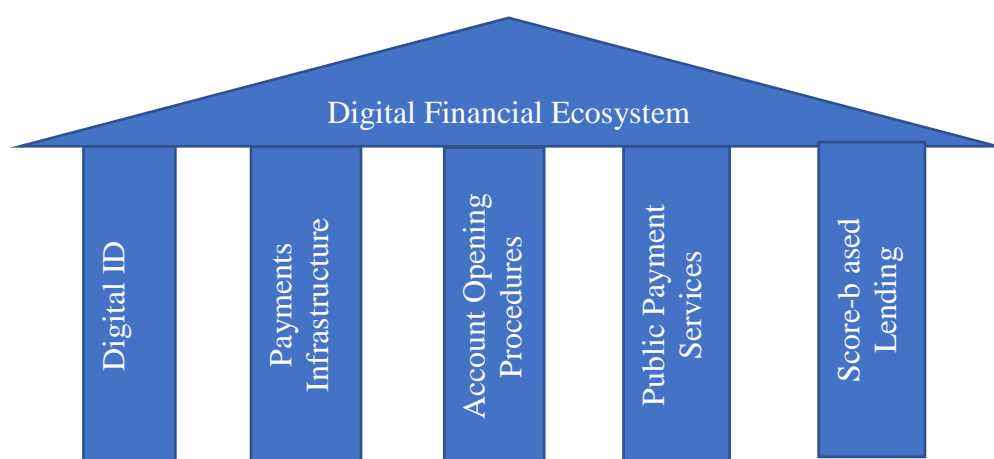 Digital Financial Ecosystem
Digital ID
Payments
Infrastructure
Account Opening
Procedures
Public Payment
Services
Score-b ased
Lending